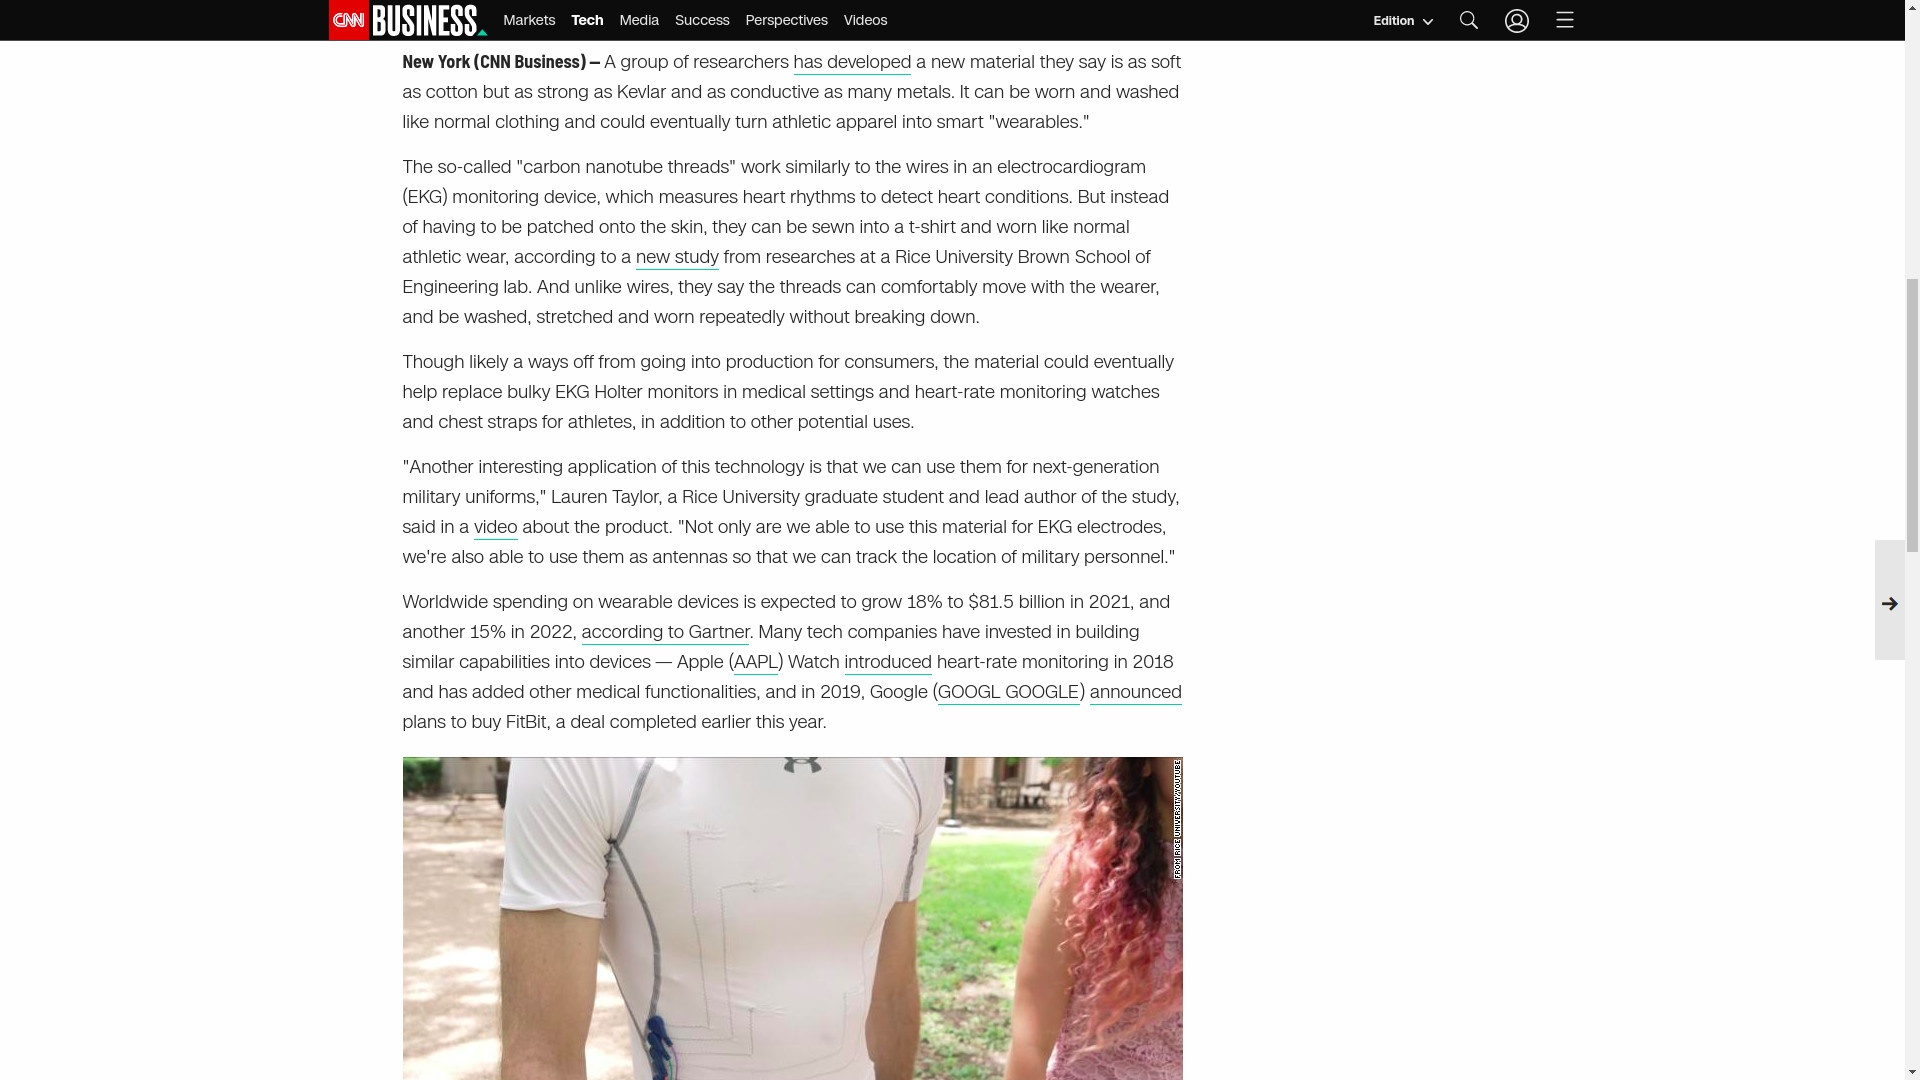 CNN BUSINESS Markets Tech Media Success Perspectives Videos Edition
New York (CNN Business) — A group of researchers has developed a new material they say is as soft
as cotton but as strong as Kevlar and as conductive as many metals. It can be worn and washed
like normal clothing and could eventually turn athletic apparel into smart "wearables."
The so-called "carbon nanotube threads" work similarly to the wires in an electrocardiogram
(EKG) monitoring device, which measures heart rhythms to detect heart conditions. But instead
of having to be patched onto the skin, they can be sewn into a t-shirt and worn like normal
athletic wear, according to a new study from researches at a Rice University Brown School of
Engineering lab. And unlike wires, they say the threads can comfortably move with the wearer,
and be washed, stretched and worn repeatedly without breaking down.
Though likely a ways off from going into production for consumers, the material could eventually
help replace bulky EKG Holter monitors in medical settings and heart-rate monitoring watches
and chest straps for athletes, in addition to other potential uses.
"Another interesting application of this technology is that we can use them for next-generation
military uniforms," Lauren Taylor, a Rice University graduate student and lead author of the study,
said in a video about the product. "Not only are we able to use this material for EKG electrodes,
we're also able to use them as antennas so that we can track the location of military personnel."
Worldwide spending on wearable devices is expected to grow 18% to $81.5 billion in 2021, and
another 15% in 2022, according to Gartner. Many tech companies have invested in building
similar capabilities into devices — Apple (AAPL) Watch introduced heart-rate monitoring in 2018
and has added other medical functionalities, and in 2019, Google (GOOGL GOOGLE) announced
plans to buy FitBit, a deal completed earlier this year.
FROM RICE UNIVERSITY/YOUTUBE